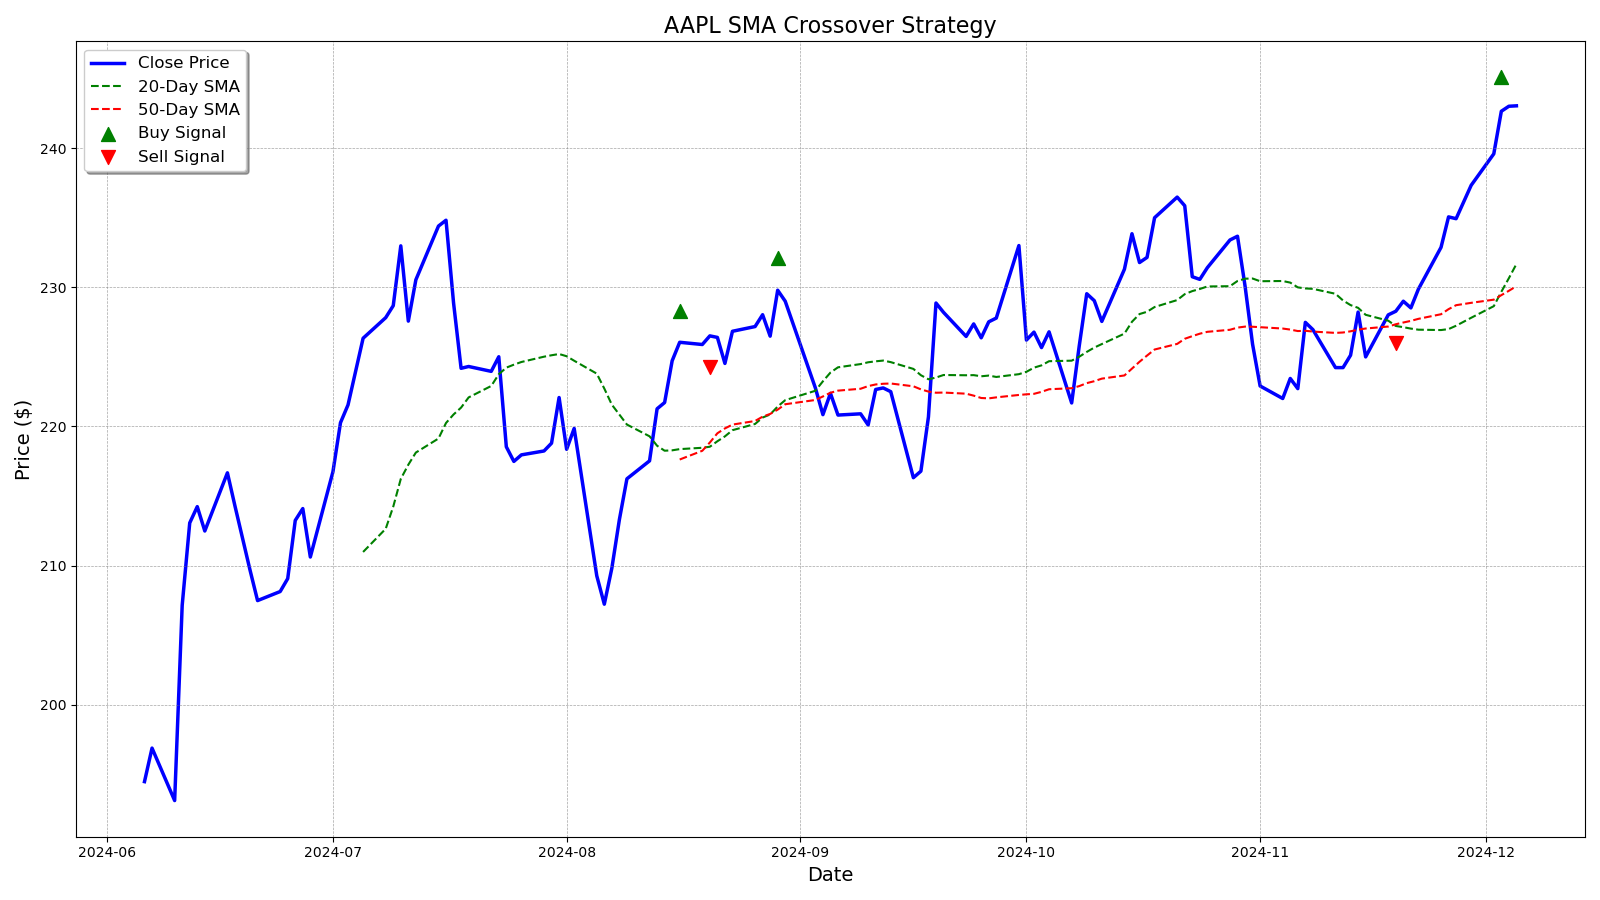 AAPL SMA Crossover Strategy
Close Price
20-Day SMA
50-Day SMA
Buy Signal
Sell Signal
Price ($)
240
230
220
210
200
2024-06
2024-07
2024-08
2024-09
2024-10
2024-11
2024-12
Date